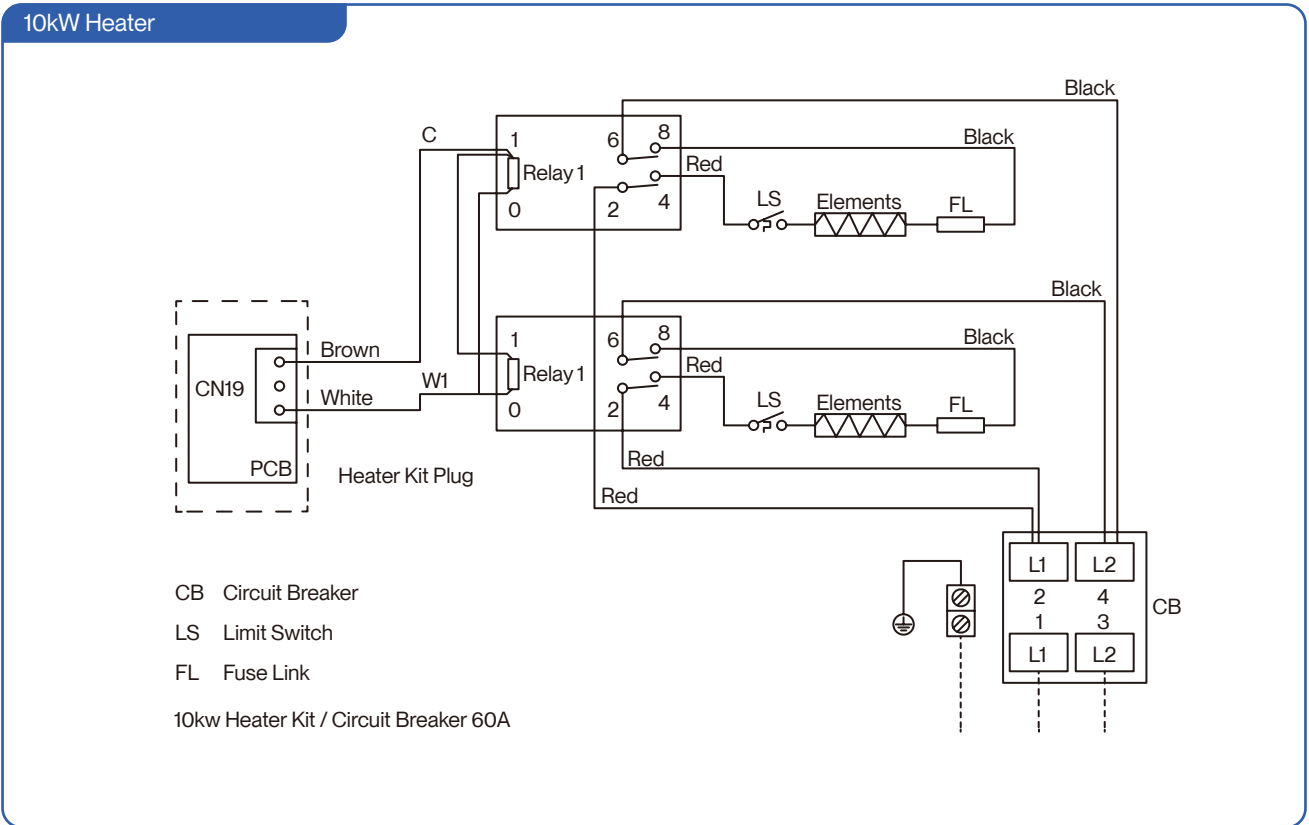 10kW Heater
Black
C
1
6
8
Black
Relay 1
Red
LS
Elements
FL
0
2
4
Black
1
6
8
Black
Brown
Relay 1
Red
CN19
W1
LS
Elements
FL
White
0
2
4
PCB
Heater Kit Plug
Red
Red
L1
L2
2
4
CB
1
3
L1
L2
CB Circuit Breaker
LS Limit Switch
FL Fuse Link
10kw Heater Kit / Circuit Breaker 60A